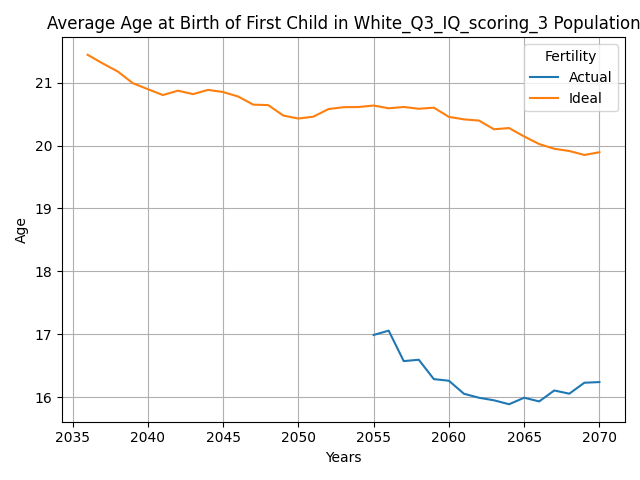 Average Age at Birth of First Child in White_Q3_IQ_scoring_3 Population
Fertility
Actual
Ideal
Age
21
20
19
18
17
16
2035 2040 2045 2050 2055 2060 2065 2070
Years